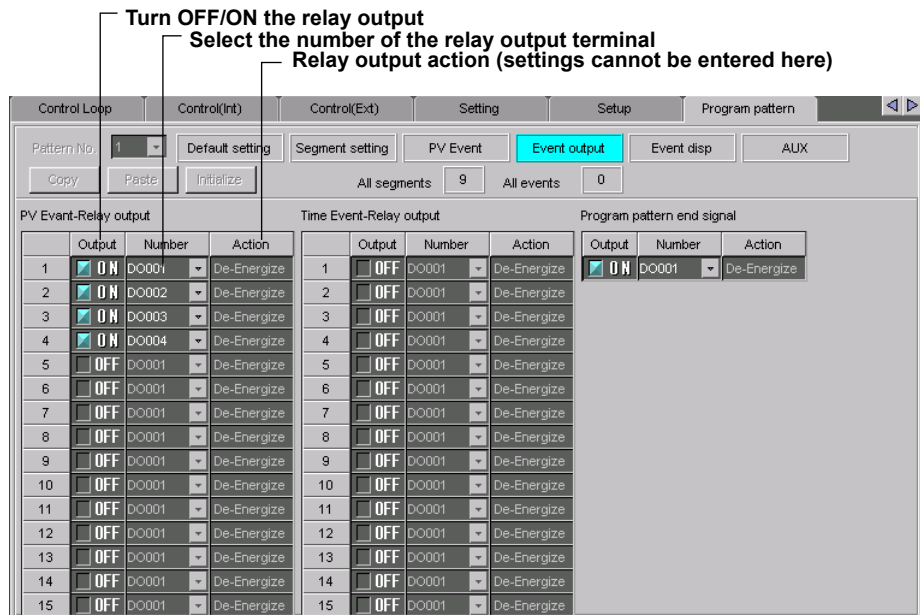 Turn OFF/ON the relay output
Select the number of the relay output terminal
Relay output action (settings cannot be entered here)
Control Loop Control(Int) Control(Ext) Setting Setup Program pattern
Pattern No. 1 Default setting Segment setting PV Event Event output Event disp AUX
Copy Paste Initialize All segments 9 All events 0
PV Evant-Relay output Time Event-Relay output Program pattern end signal
Output Number Action Output Number Action Output Number Action
1 ON DO001 De-Energize 1 OFF DO001 De-Energize ON DO001 De-Energize
2 ON DO002 De-Energize 2 OFF DO001 De-Energize
3 ON DO003 De-Energize 3 OFF DO001 De-Energize
4 ON DO004 De-Energize 4 OFF DO001 De-Energize
5 OFF DO001 De-Energize 5 OFF DO001 De-Energize
6 OFF DO001 De-Energize 6 OFF DO001 De-Energize
7 OFF DO001 De-Energize 7 OFF DO001 De-Energize
8 OFF DO001 De-Energize 8 OFF DO001 De-Energize
9 OFF DO001 De-Energize 9 OFF DO001 De-Energize
10 OFF DO001 De-Energize 10 OFF DO001 De-Energize
11 OFF DO001 De-Energize 11 OFF DO001 De-Energize
12 OFF DO001 De-Energize 12 OFF DO001 De-Energize
13 OFF DO001 De-Energize 13 OFF DO001 De-Energize
14 OFF DO001 De-Energize 14 OFF DO001 De-Energize
15 OFF DO001 De-Energize 15 OFF DO001 De-Energize